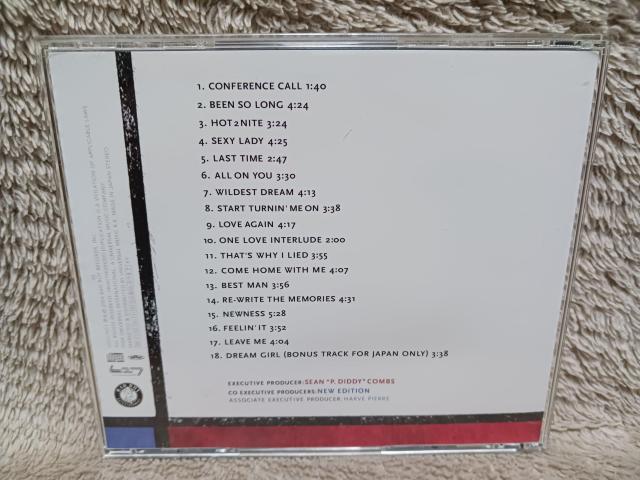 1. CONFERENCE CALL 1:40
2. BEEN SO LONG 4:24
3. HOT2NITE 3:24
4. SEXY LADY 4:25
5. LAST TIME 2:47
6. ALL ON YOU 3:30
7. WILDEST DREAM 4:13
8. START TURNIN' ME ON 3:38
9. LOVE AGAIN 4:17
10. ONE LOVE INTERLUDE 2:00
11. THAT'S WHY I LIED 3:55
12. COME HOME WITH ME 4:07
13. BEST MAN 3:56
14. RE-WRITE THE MEMORIES 4:31
15. NEWNESS 5:28
16. FEELIN' IT 3:52
17. LEAVE ME 4:04
18. DREAM GIRL (BONUS TRACK FOR JAPAN ONLY) 3:38
EXECUTIVE PRODUCER: SEAN "P. DIDDY" COMBS
CO EXECUTIVE PRODUCERS: NEW EDITION
ASSOCIATE EXECUTIVE PRODUCER: HARVE PIERRE